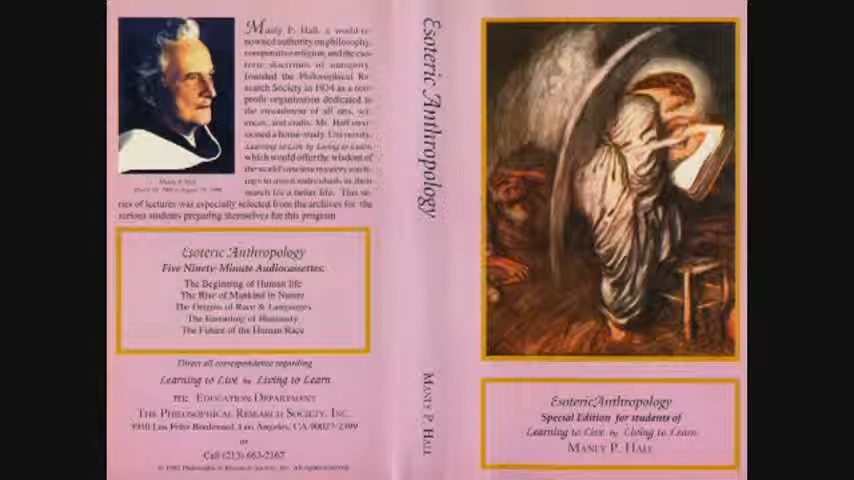 Manly P. Hall, a world-re-
nowned authority on philosophy,
comparative religion, and the eso-
teric doctrines of antiquity,
founded the Philosophical Re-
search Society in 1934 as a non-
profit organization dedicated to
the of all arts, sci-
ences, and crafts. Mr. Hall envi-
sioned a home-study University,
Learning to Live by Living to Learn,
which would offer the wisdom of
the world's ancient mystery teach-
ings to assist individuals in their
search for a better life. This se-
ries of lectures was especially selected from the archives for the
serious students preparing themselves for this program
Manly P. Hall
Esoteric Anthropology
Five Ninety-Minute Audiocassettes:
The Beginning of Human life
The Rise of Mankind in Nature
The Origins of Race & Languages
The of Humanity
The Future of the Human Race
Direct all correspondence regarding
Learning to Live by Living to Learn
to: Education Department
The Philosophical Research Society, Inc.
3910 Los Feliz Boulevard, Los Angeles, CA 90027-2399
or
Call (213) 663-2167
Philosophical Research Society, Inc. All rights reserved
Esoteric Anthropology
Manly P. Hall
Esoteric Anthropology
Special Edition for students of
Learning to Live by Living to Learn
Manly P. Hall